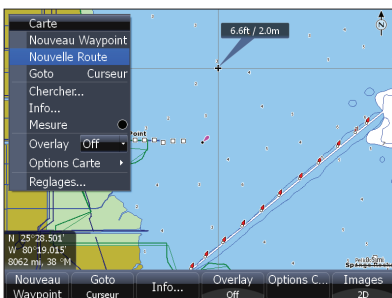 Carte
Nouveau Waypoint
Nouvelle Route
Goto Curseur
Chercher...
Info...
Mesure
Overlay Off
Options Carte
Reglages...
6.6ft / 2.0m
N
oint
N 25°28.501'
W 80°19.015'
8062 mi, 38 °M
Nouveau Waypoint
Goto Curseur
Info...
Overlay Off
Options C...
Images 2D